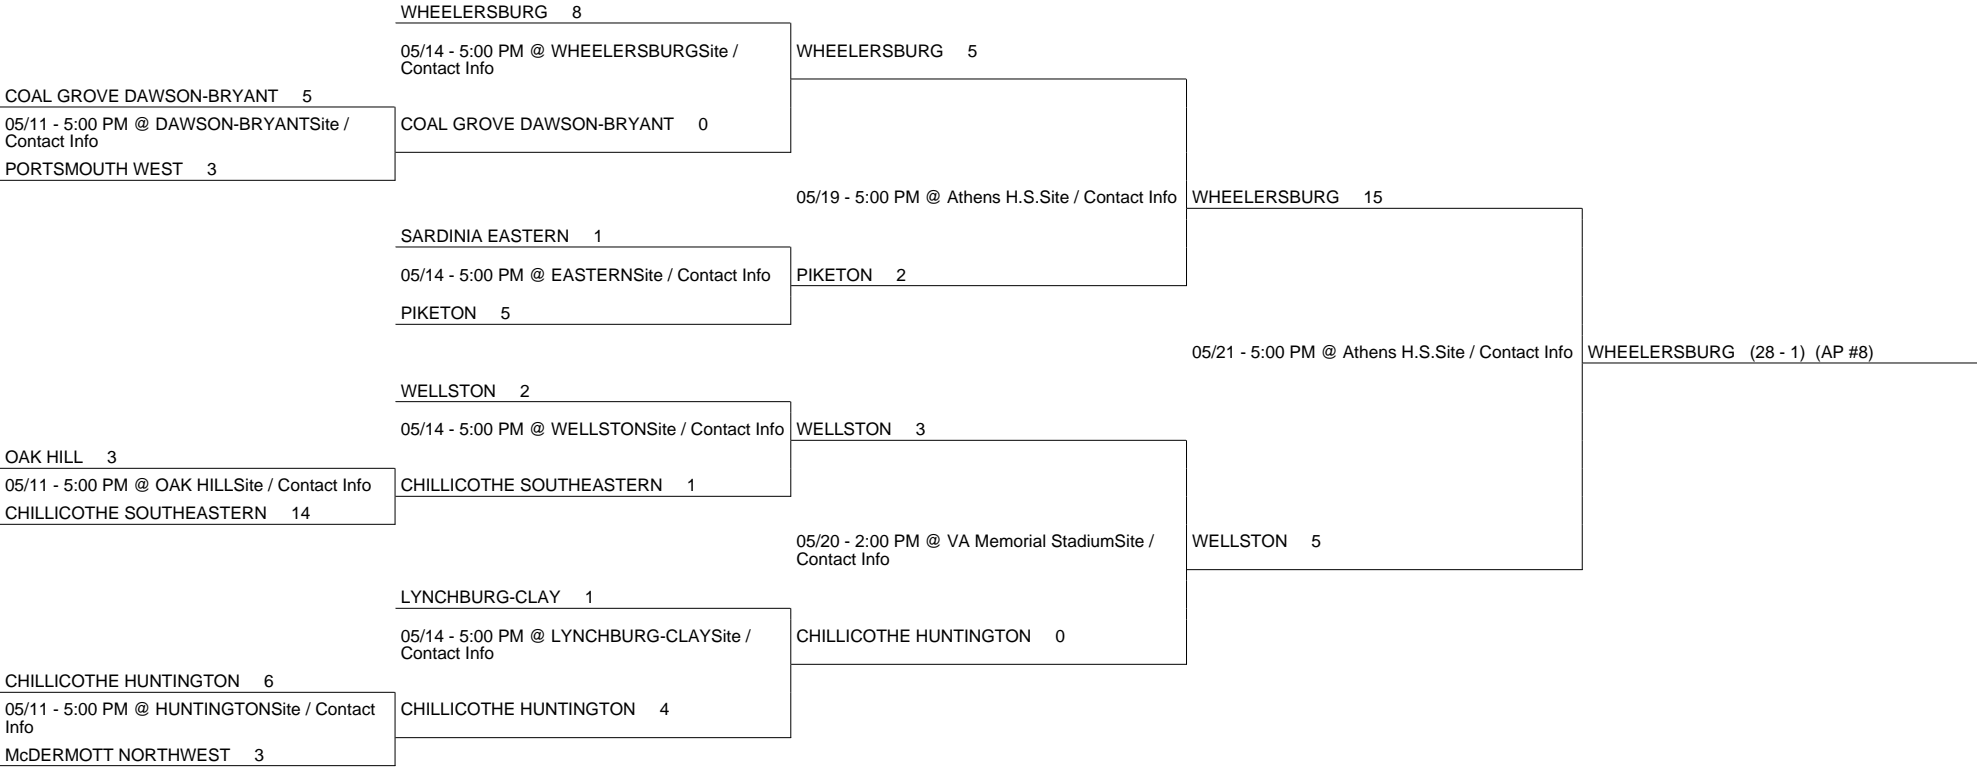 WHEELERSBURG 8
05/14 - 5:00 PM @ WHEELERSBURGSite /
Contact Info
WHEELERSBURG 5
COAL GROVE DAWSON-BRYANT 5
05/11 - 5:00 PM @ DAWSON-BRYANTSite /
Contact Info
COAL GROVE DAWSON-BRYANT 0
PORTSMOUTH WEST 3
05/19 - 5:00 PM @ Athens H.S.Site / Contact Info
WHEELERSBURG 15
SARDINIA EASTERN 1
05/14 - 5:00 PM @ EASTERNSite / Contact Info
PIKETON 2
PIKETON 5
05/21 - 5:00 PM @ Athens H.S.Site / Contact Info
WHEELERSBURG (28 - 1) (AP #8)
WELLSTON 2
05/14 - 5:00 PM @ WELLSTONSite / Contact Info
WELLSTON 3
OAK HILL 3
05/11 - 5:00 PM @ OAK HILLSite / Contact Info
CHILLICOTHE SOUTHEASTERN 1
CHILLICOTHE SOUTHEASTERN 14
05/20 - 2:00 PM @ VA Memorial StadiumSite /
Contact Info
WELLSTON 5
LYNCHBURG-CLAY 1
05/14 - 5:00 PM @ LYNCHBURG-CLAYSite /
Contact Info
CHILLICOTHE HUNTINGTON 0
CHILLICOTHE HUNTINGTON 6
05/11 - 5:00 PM @ HUNTINGTONSite / Contact
Info
CHILLICOTHE HUNTINGTON 4
McDERMOTT NORTHWEST 3